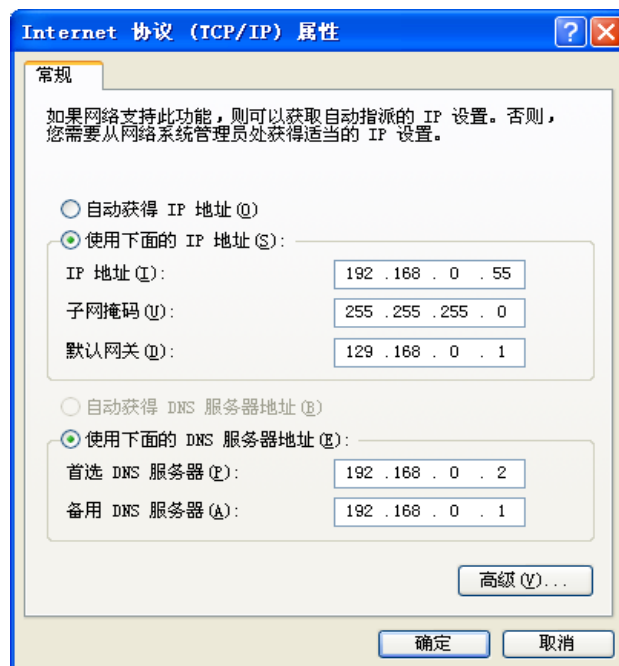 Internet 协议 (TCP/IP) 属性
常规
如果网络支持此功能，则可以获取自动指派的 IP 设置。否则，
您需要从网络系统管理员处获得适当的 IP 设置。
自动获得 IP 地址(O)
使用下面的 IP 地址(S):
IP 地址(I): 192 .168 . 0 . 55
子网掩码(U): 255 .255 .255 . 0
默认网关(D): 129 .168 . 0 . 1
自动获得 DNS 服务器地址(B)
使用下面的 DNS 服务器地址(E):
首选 DNS 服务器(P): 192 .168 . 0 . 2
备用 DNS 服务器(A): 192 .168 . 0 . 1
高级(V)...
确定 取消